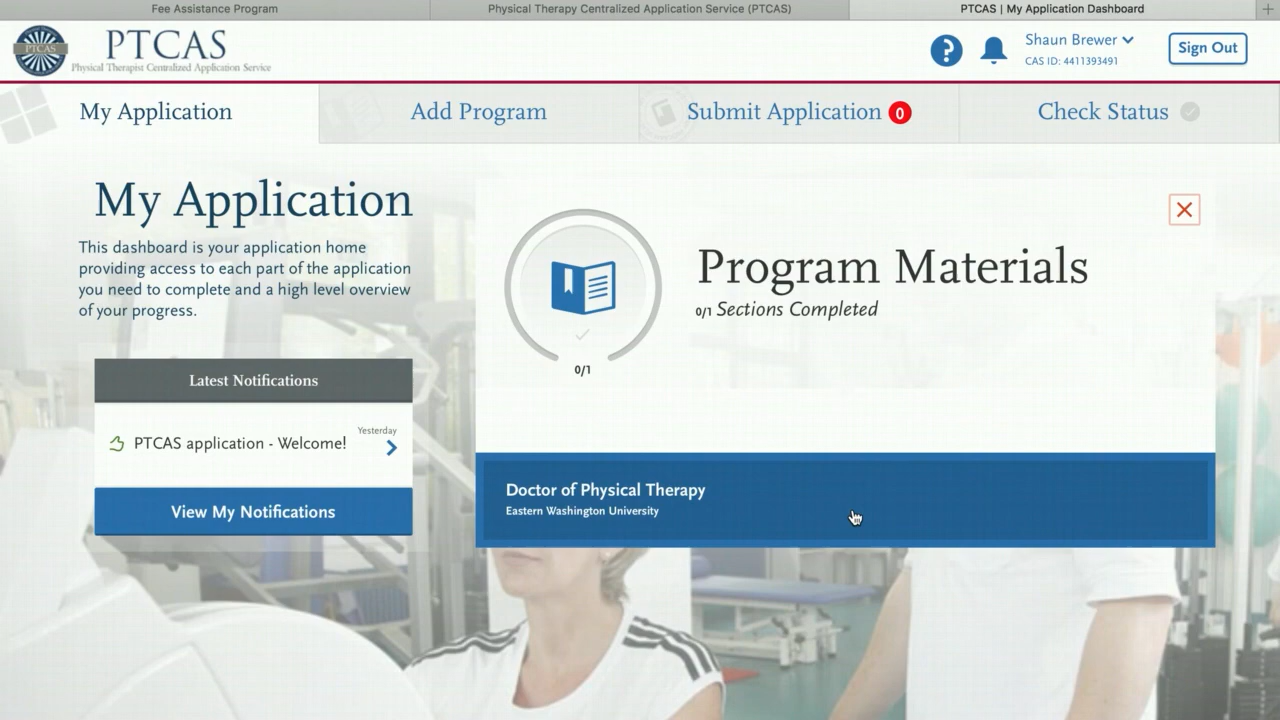 Fee Assistance Program
Physical Therapy Centralized Application Service (PTCAS)
PTCAS | My Application Dashboard
PTCAS
PTCAS
Physical Therapist Centralized Application Service
?
Shaun Brewer
CAS ID: 4411393491
Sign Out
My Application
Add Program
Submit Application 0
Check Status
My Application
This dashboard is your application home
providing access to each part of the application
you need to complete and a high level overview
of your progress.
Latest Notifications
Yesterday
PTCAS application - Welcome!
View My Notifications
Program Materials
0/1 Sections Completed
0/1
Doctor of Physical Therapy
Eastern Washington University